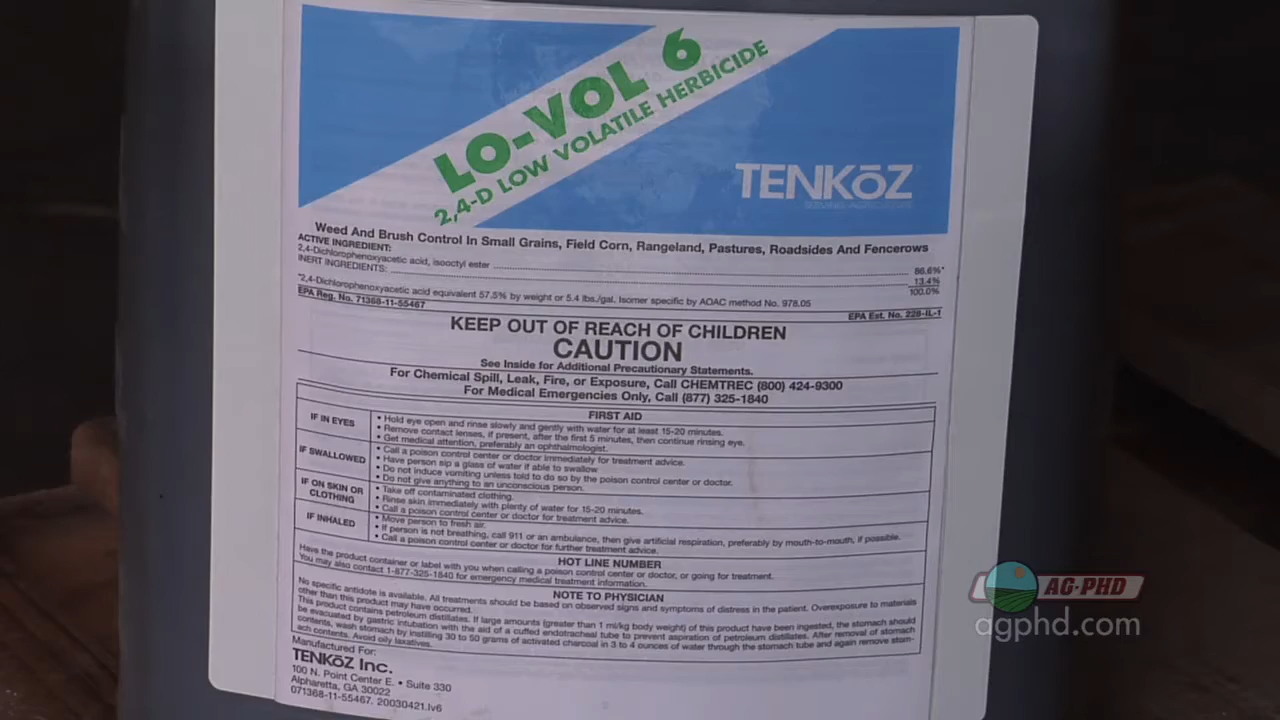 LO-VOL 6
2,4-D LOW VOLATILE HERBICIDE
TENKōZ
Weed And Brush Control In Small Grains, Field Corn, Rangeland, Pastures, Roadsides And Fencerows
ACTIVE INGREDIENT:
2,4-Dichlorophenoxyacetic acid, isooctyl ester ........ 86.6%*
INERT INGREDIENTS: ........ 13.4%
100.0%
*2,4-Dichlorophenoxyacetic acid equivalent 57.5% by weight or 5.4 lbs./gal. Isomer specific by AOAC method No. 978.05
EPA Reg. No. 71368-11-55467 EPA Est. No. 228-IL-1
KEEP OUT OF REACH OF CHILDREN
CAUTION
See Inside for Additional Precautionary Statements.
For Chemical Spill, Leak, Fire, or Exposure, Call CHEMTREC (800) 424-9300
For Medical Emergencies Only, Call (877) 325-1840
FIRST AID
IF IN EYES
• Hold eye open and rinse slowly and gently with water for at least 15-20 minutes.
• Remove contact lenses, if present, after the first 5 minutes, then continue rinsing eye.
• Get medical attention, preferably an ophthalmologist.
IF SWALLOWED
• Call a poison control center or doctor immediately for treatment advice.
• Have person sip a glass of water if able to swallow
• Do not induce vomiting unless told to do so by the poison control center or doctor.
• Do not give anything to an unconscious person.
IF ON SKIN OR
CLOTHING
• Take off contaminated clothing.
• Rinse skin immediately with plenty of water for 15-20 minutes.
• Call a poison control center or doctor for treatment advice.
IF INHALED
• Move person to fresh air.
• If person is not breathing, call 911 or an ambulance, then give artificial respiration, preferably by mouth-to-mouth, if possible.
• Call a poison control center or doctor for further treatment advice.
HOT LINE NUMBER
Have the product container or label with you when calling a poison control center or doctor, or going for treatment.
You may also contact 1-877-325-1840 for emergency medical treatment information.
NOTE TO PHYSICIAN
No specific antidote is available. All treatments should be based on observed signs and symptoms of distress in the patient. Overexposure to materials
other than this product may have occurred.
This product contains petroleum distillates. If large amounts (greater than 1 ml/kg body weight) of this product have been ingested, the stomach should
be evacuated by gastric intubation with the aid of a cuffed endotracheal tube to prevent aspiration of petroleum distillates. After removal of stomach
contents, wash stomach by instilling 30 to 50 grams of activated charcoal in 3 to 4 ounces of water through the stomach tube and again remove stom-
ach contents. Avoid oily laxatives.
Manufactured For:
TENKōZ Inc.
100 N. Point Center E. • Suite 330
Alpharetta, GA 30022
071368-11-55467. 20030421.lv6
AG-PHD
agphd.com